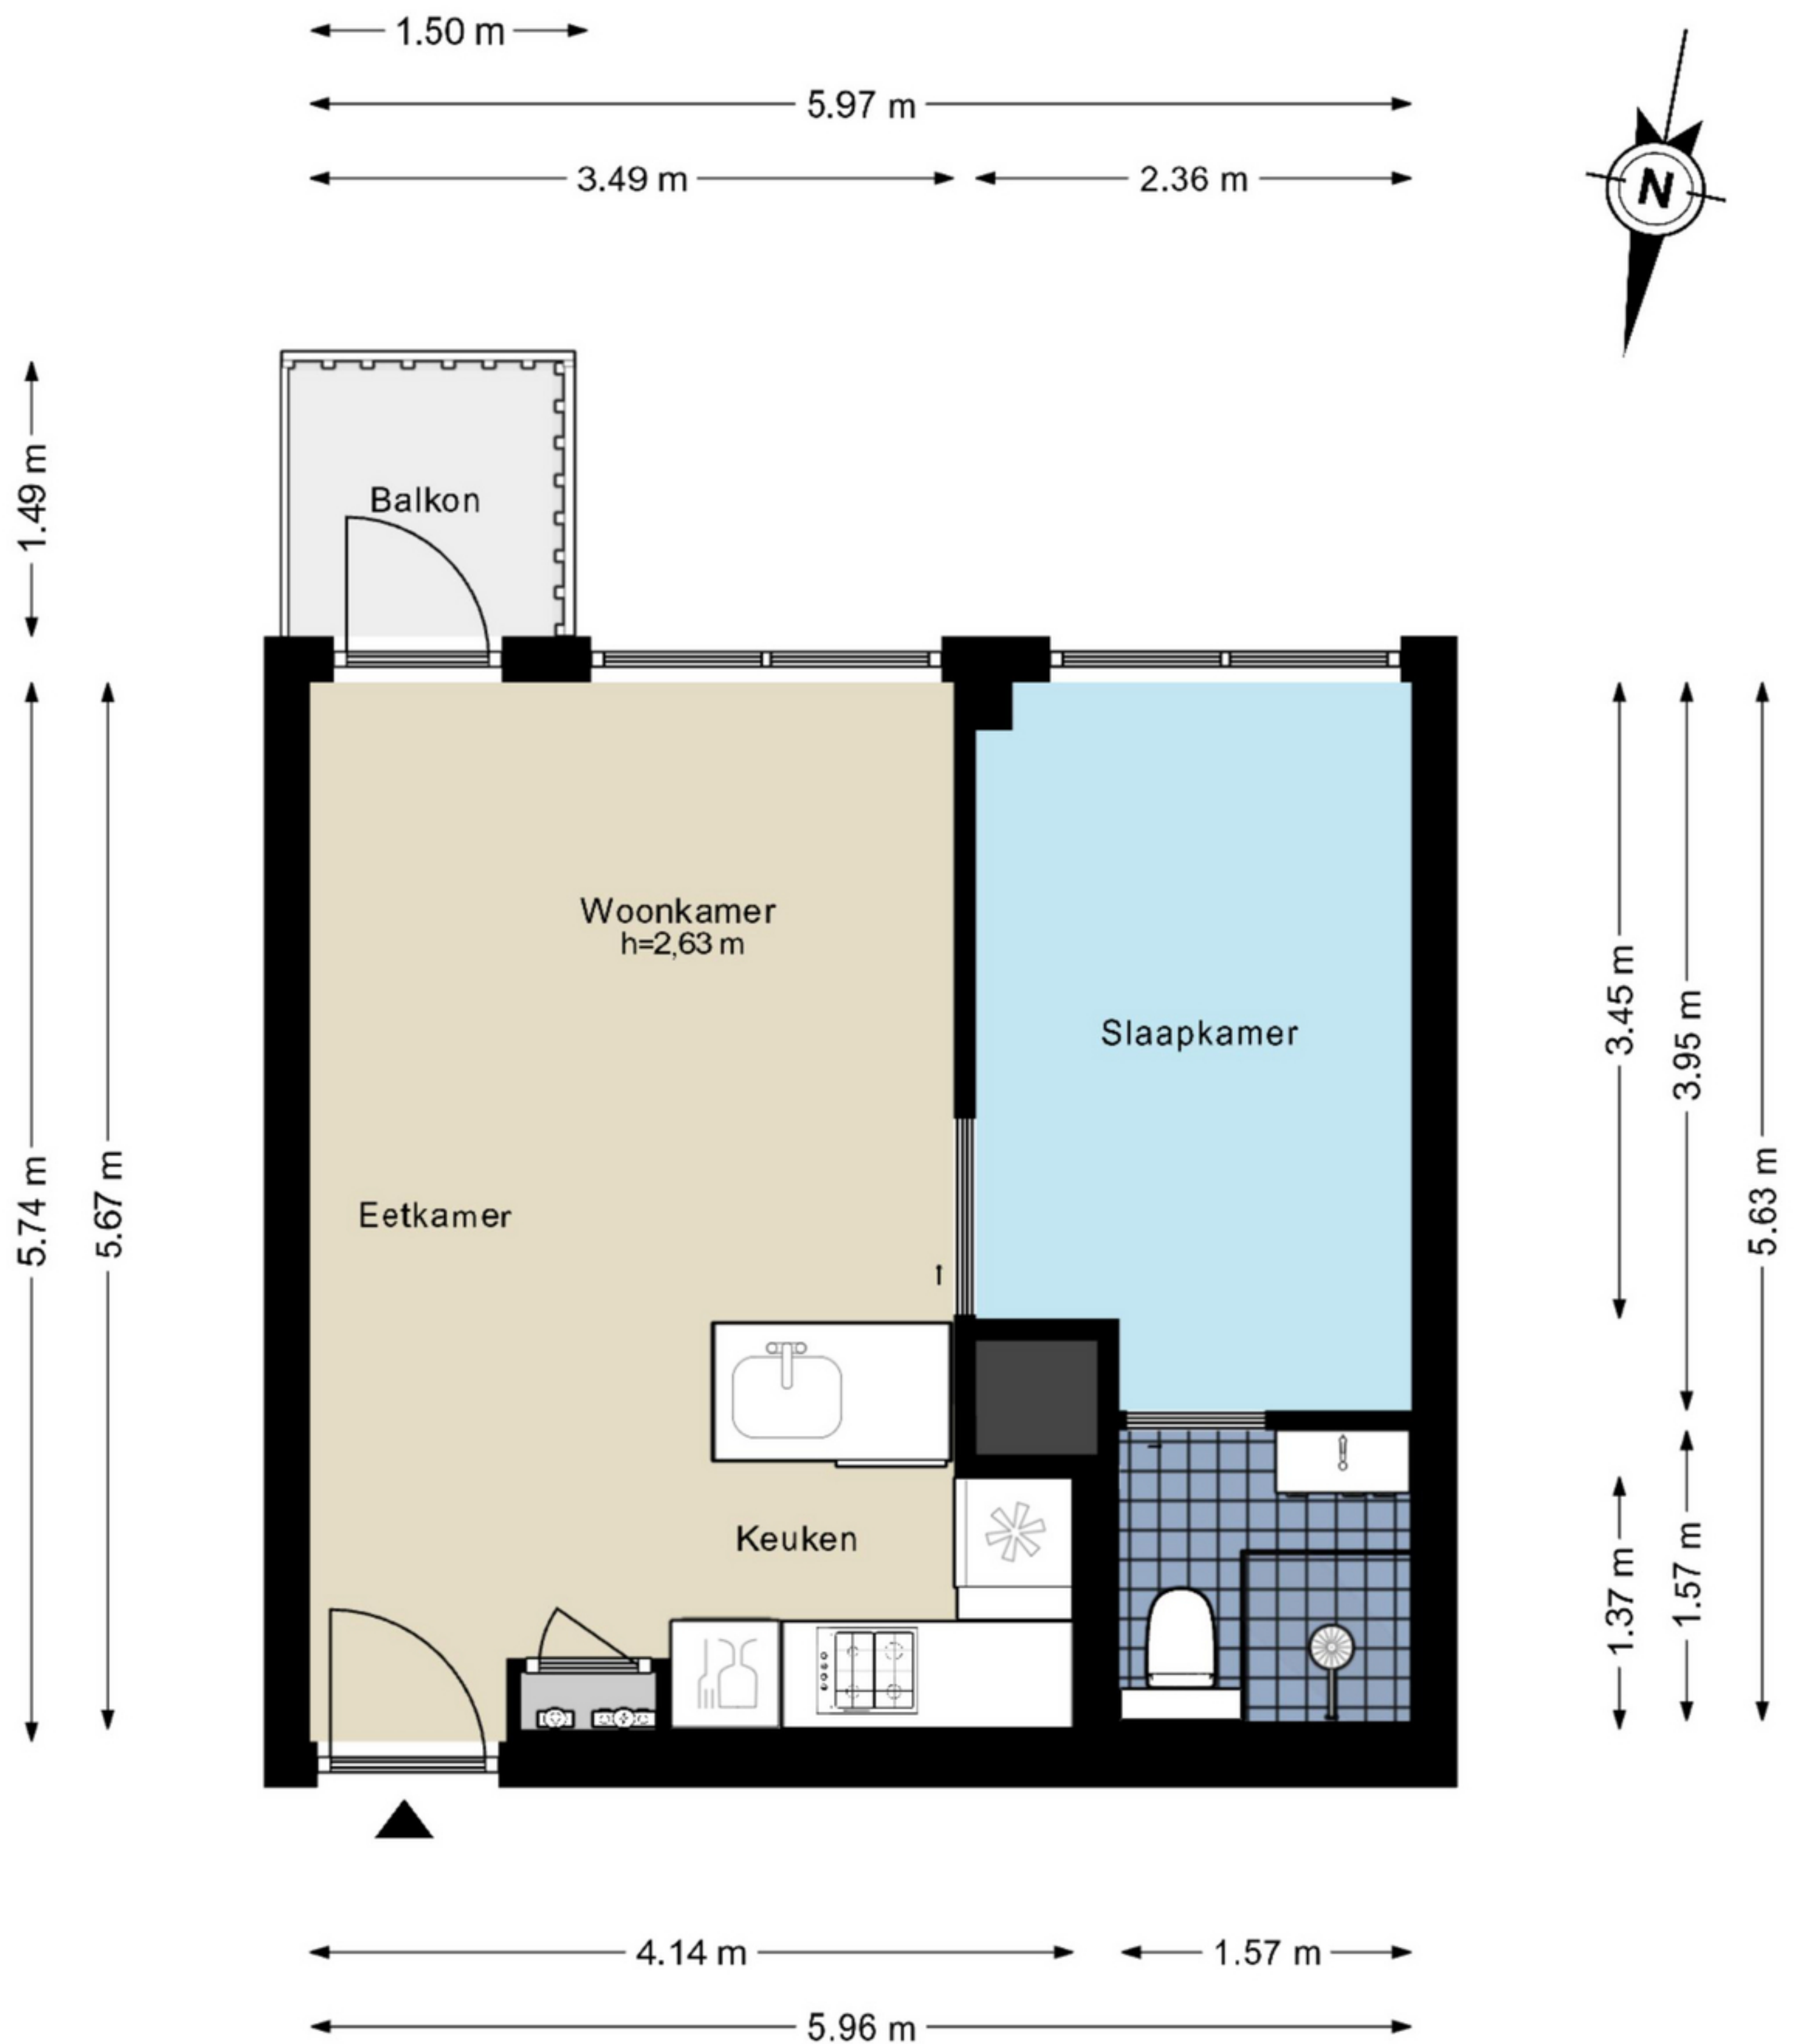 1.50 m
5.97 m
3.49 m
2.36 m
N
1.49 m
Balkon
Woonkamer
h=2,63 m
Slaapkamer
3.45 m
3.95 m
5.74 m
5.67 m
5.63 m
Eetkamer
Keuken
1.37 m
1.57 m
4.14 m
1.57 m
5.96 m